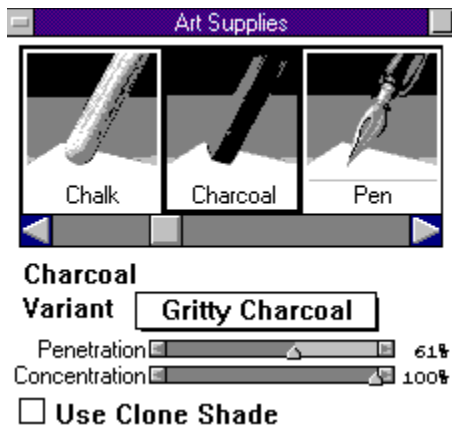 Art Supplies
Chalk Charcoal Pen
Charcoal
Variant Gritty Charcoal
Penetration 61%
Concentration 100%
Use Clone Shade